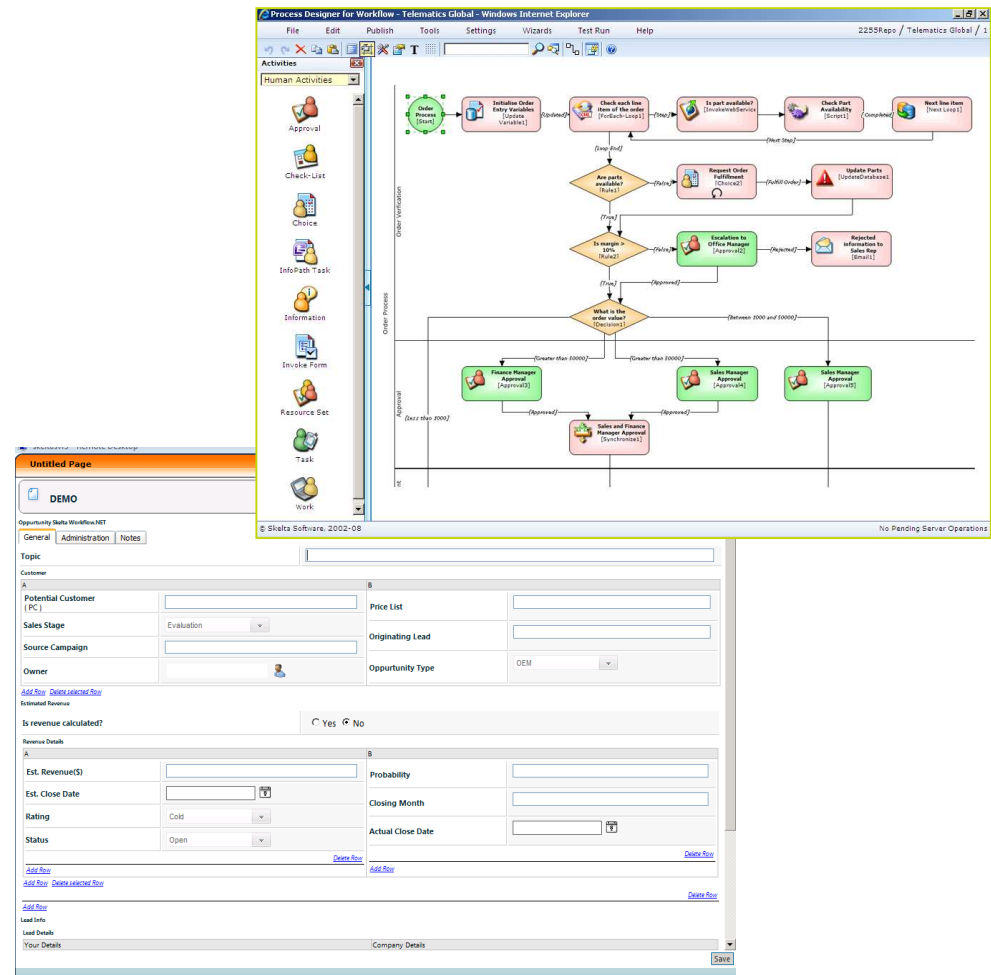 Process Designer for Workflow - Telematics Global - Windows Internet Explorer
File Edit Publish Tools Settings Wizards Test Run Help 2255Repo / Telematics Global / 1
Activities
Human Activities
Approval
Check-List
Choice
InfoPath Task
Information
Invoke Form
Resource Set
Task
Work
Order Process
Order Verification
Approval
nt
Order
Process
[Start]
Initialise Order
Entry Variables
[Update
Variable1]
[Updated]
Check each line
item of the order
[ForEach-Loop1]
[Step]
Is part available?
[InvokeWebService
Check Part
Availability
[Script1]
[Completed]
Next line item
[Next Loop1]
[Next Step]
[Loop End]
Are parts
available?
[Rule1]
[False]
Request Order
Fulfillment
[Choice2]
[Fulfill Order]
Update Parts
[UpdateDatabase1
[True]
Is margin >
10%
[Rule2]
[False]
Escalation to
Office Manager
[Approval2]
[Rejected]
Rejected
information to
Sales Rep
[Email1]
[True]
[Approved]
What is the
order value?
[Decision1]
[Between 1000 and 50000]
[Greater than 50000]
[Greater than 50000]
Finance Manager
Approval
[Approval3]
Sales Manager
Approval
[Approval4]
Sales Manager
Approval
[Approval5]
[Less than 1000]
[Approved]
[Approved]
Sales and Finance
Manager Approval
[Synchronize1]
© Skelta Software, 2002-08 No Pending Server Operations
Untitled Page
DEMO
Oppurtunity Skelta Workflow.NET
General Administration Notes
Topic
Customer
A B
Potential Customer
( PC )
Price List
Sales Stage Evaluation
Originating Lead
Source Campaign
Owner
Oppurtunity Type OEM
Add Row Delete selected Row
Estimated Revenue
Is revenue calculated? Yes No
Revenue Details
A B
Est. Revenue($)
Probability
Est. Close Date
Closing Month
Rating Cold
Actual Close Date
Status Open
Delete Row Delete Row
Add Row Add Row
Add Row Delete selected Row
Delete Row
Add Row
Lead Info
Lead Details
Your Details Company Details
Save